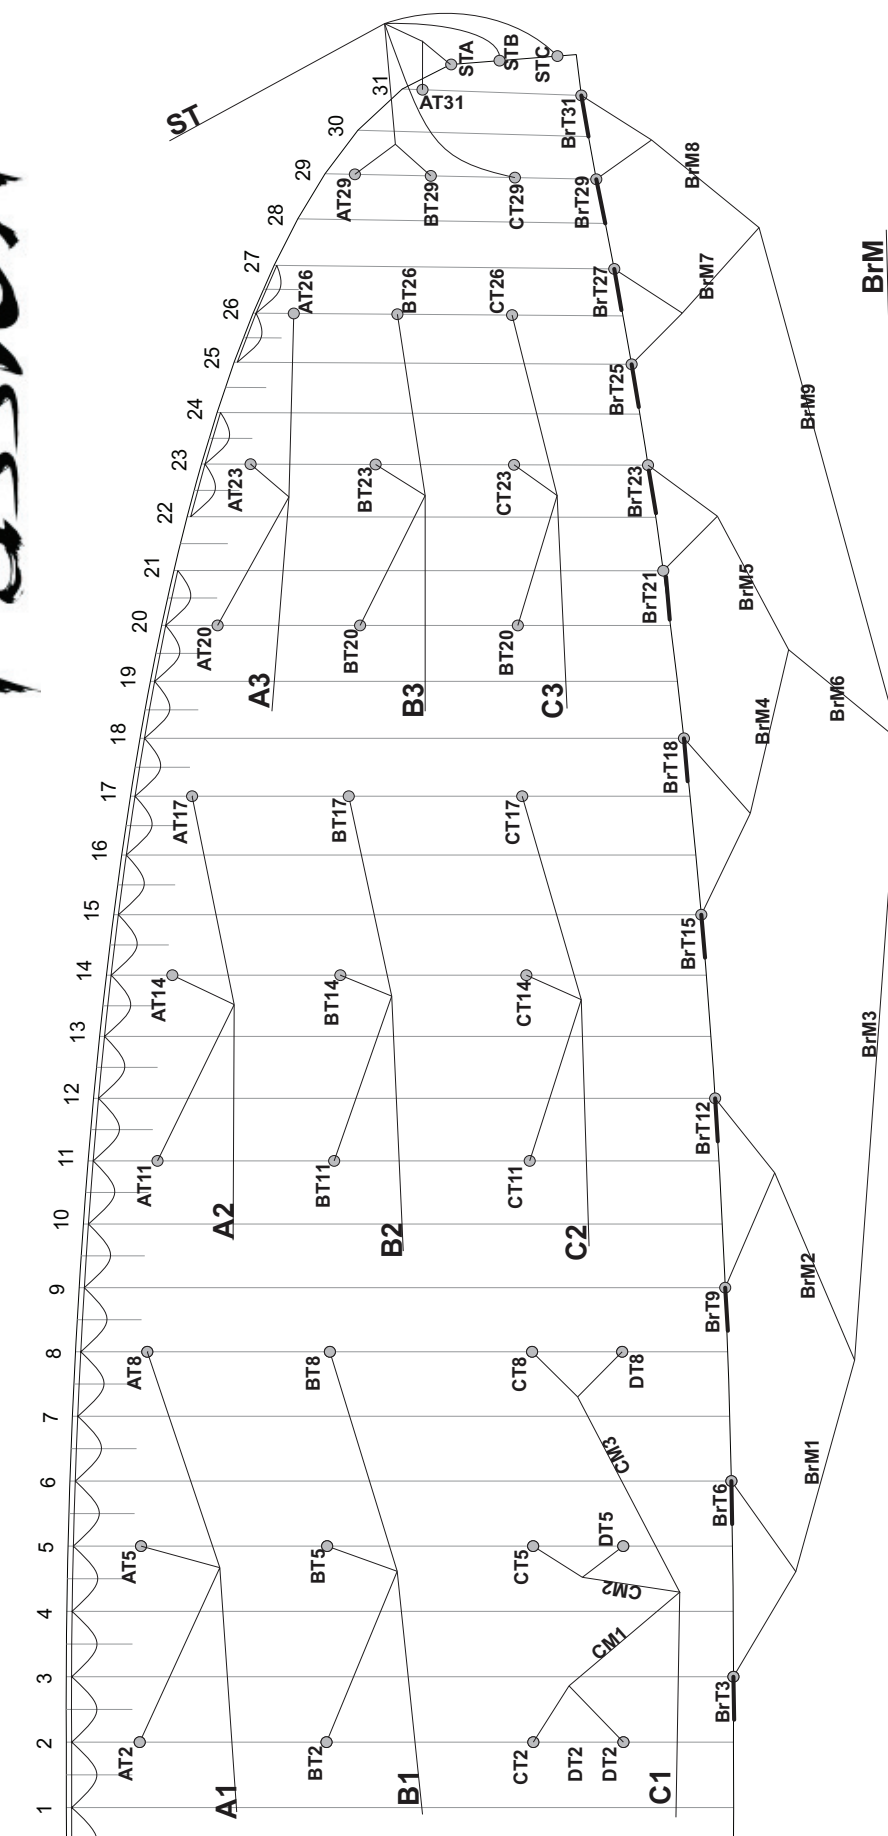 ST
STA
STB
STC
31
AT31
BrT31
30
29
AT29
BT29
CT29
BrT29
BrM8
28
27
BrT27
BrM7
BrM
26
AT26
BT26
CT26
25
BrT25
BrM9
24
23
AT23
BT23
CT23
BrT23
22
21
BrT21
BrM5
20
AT20
BT20
BT20
19
A3
B3
C3
BrM6
18
BrT18
BrM4
17
AT17
BT17
CT17
16
15
BrT15
14
AT14
BT14
CT14
13
BrM3
12
BrT12
11
AT11
BT11
CT11
10
A2
B2
C2
9
BrT9
BrM2
8
AT8
BT8
CT8
DT8
7
CM3
6
BrT6
BrM1
5
AT5
BT5
CT5
DT5
CM2
4
CM1
3
BrT3
2
AT2
BT2
CT2
DT2
DT2
1
A1
B1
C1